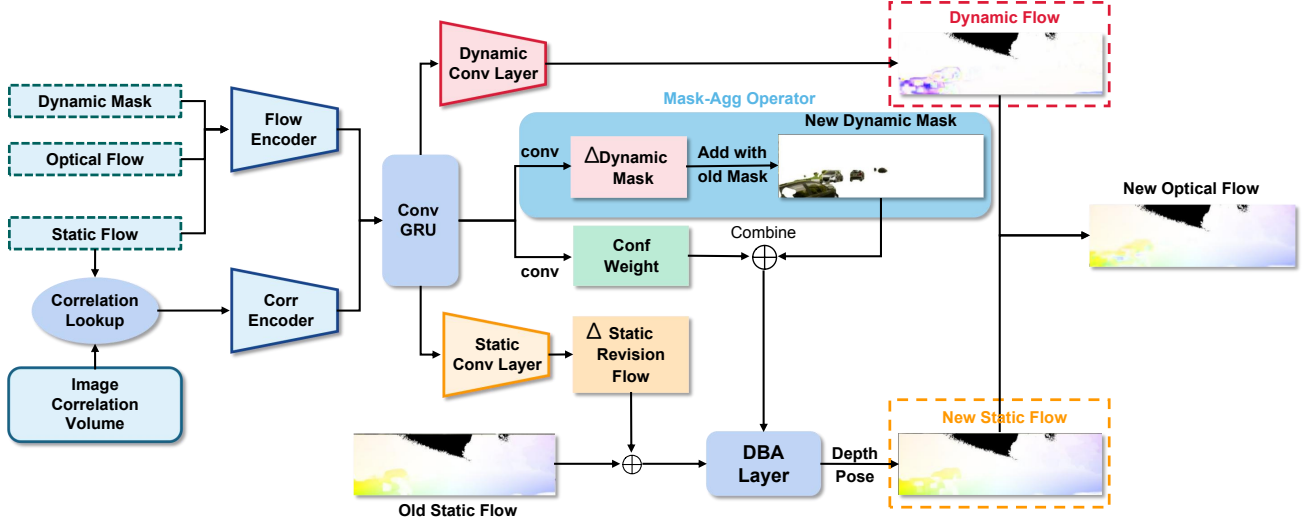 Dynamic Mask
Optical Flow
Static Flow
Correlation
Lookup
Image
Correlation
Volume
Flow
Encoder
Corr
Encoder
Conv
GRU
Dynamic
Conv Layer
Dynamic Flow
Mask-Agg Operator
conv
Δ Dynamic
Mask
Add with
old Mask
New Dynamic Mask
conv
Conf
Weight
Combine
Static
Conv Layer
Δ Static
Revision
Flow
Old Static Flow
DBA
Layer
Depth
Pose
New Static Flow
New Optical Flow